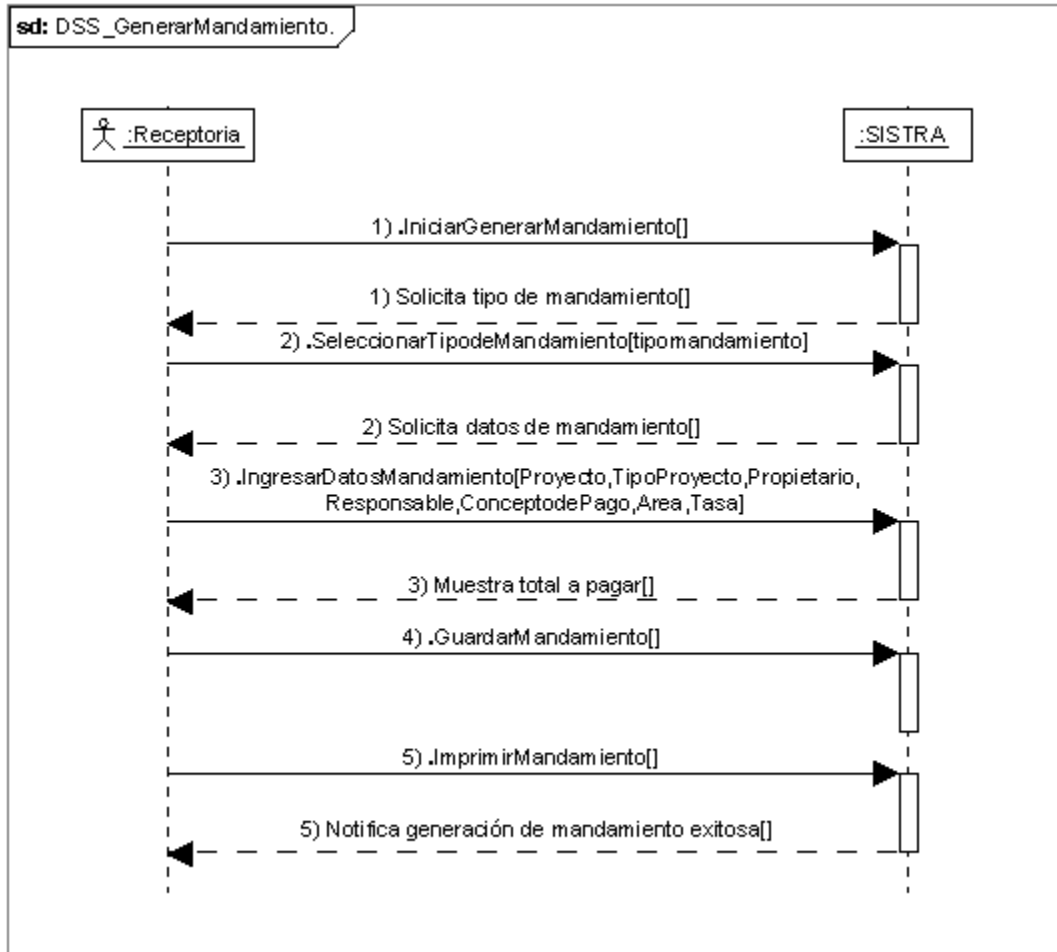 sd: DSS_GenerarMandamiento.
:Receptoria
:SISTRA
1) .IniciarGenerarMandamiento[]
1) Solicita tipo de mandamiento[]
2) .SeleccionarTipodeMandamiento[tipomandamiento]
2) Solicita datos de mandamiento[]
3) .IngresarDatosMandamiento[Proyecto,TipoProyecto,Propietario,
Responsable,ConceptodePago,Area,Tasa]
3) Muestra total a pagar[]
4) .GuardarMandamiento[]
5) .ImprimirMandamiento[]
5) Notifica generación de mandamiento exitosa[]